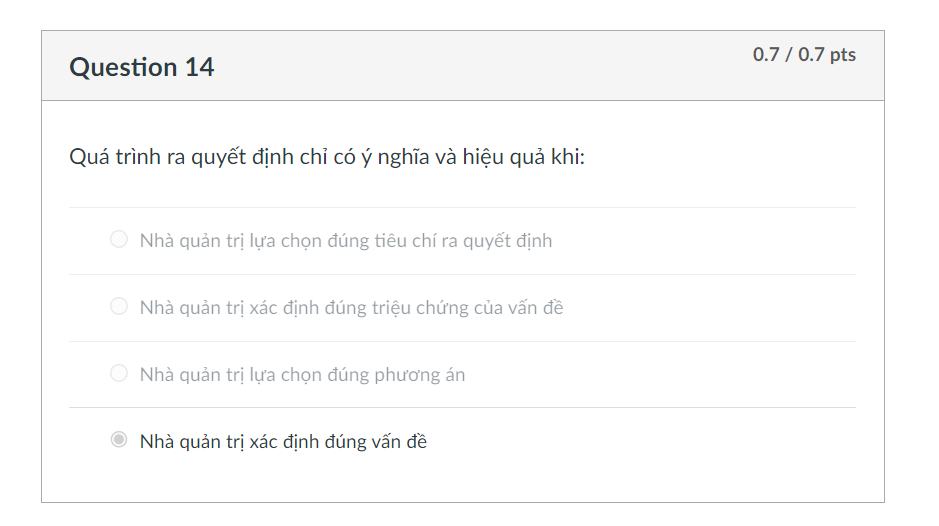 Question 14
0.7 / 0.7 pts
Quá trình ra quyết định chỉ có ý nghĩa và hiệu quả khi:
Nhà quản trị lựa chọn đúng tiêu chí ra quyết định
Nhà quản trị xác định đúng triệu chứng của vấn đề
Nhà quản trị lựa chọn đúng phương án
Nhà quản trị xác định đúng vấn đề